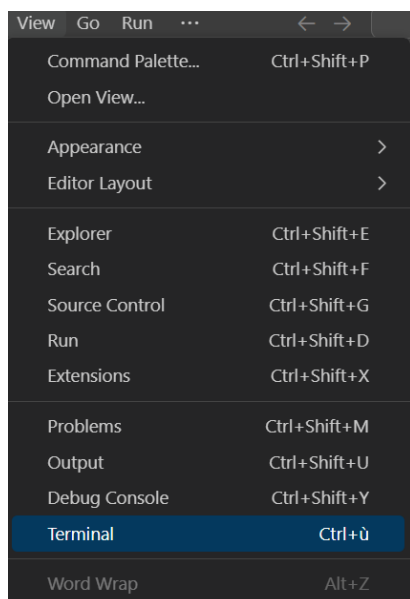 View Go Run ···
Command Palette... Ctrl+Shift+P
Open View...
Appearance
Editor Layout
Explorer Ctrl+Shift+E
Search Ctrl+Shift+F
Source Control Ctrl+Shift+G
Run Ctrl+Shift+D
Extensions Ctrl+Shift+X
Problems Ctrl+Shift+M
Output Ctrl+Shift+U
Debug Console Ctrl+Shift+Y
Terminal Ctrl+ù
Word Wrap Alt+Z